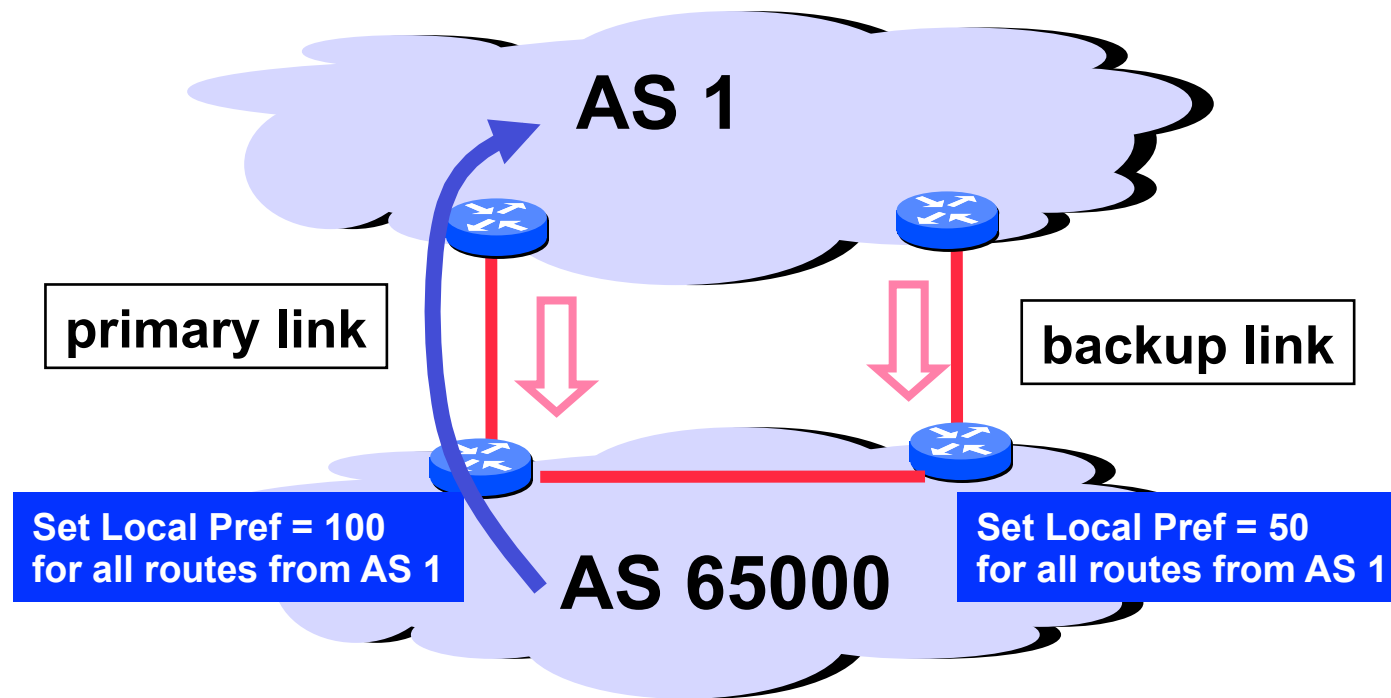 AS 1
primary link
backup link
Set Local Pref = 100
for all routes from AS 1
Set Local Pref = 50
for all routes from AS 1
AS 65000